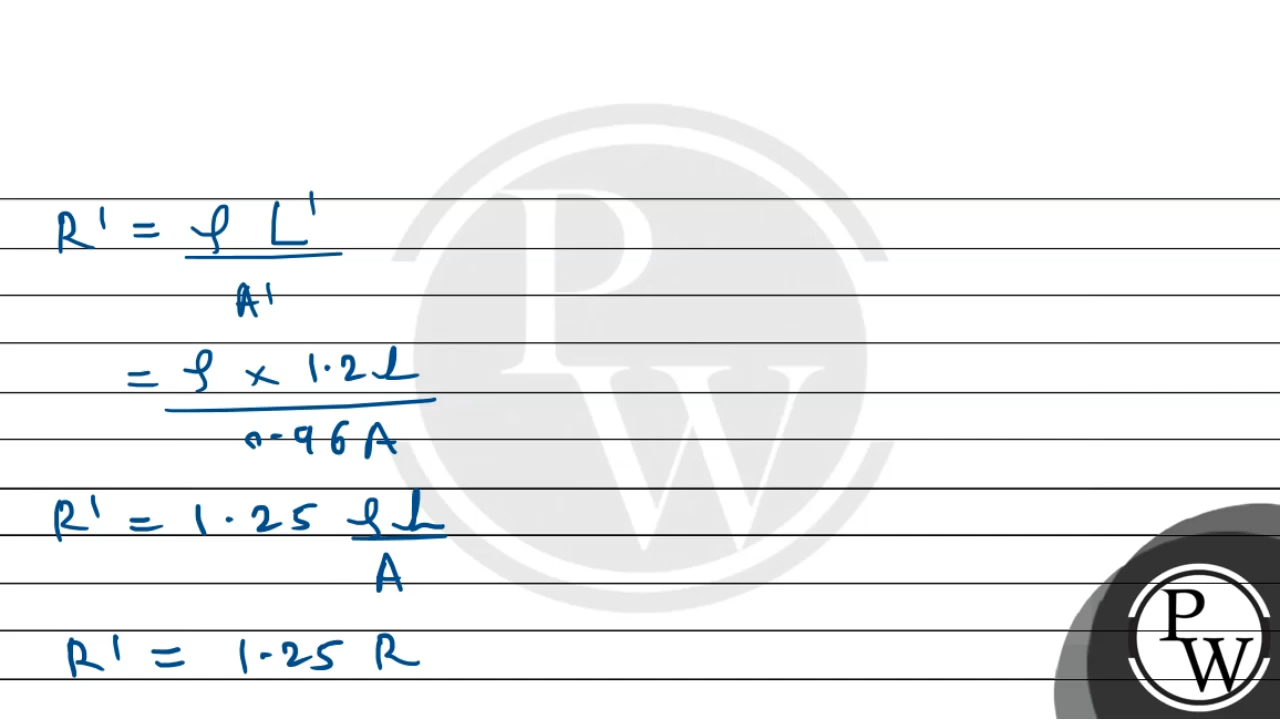 R' = ρ L'
A'
= ρ × 1.2 L
0.96 A
R' = 1.25 ρ L
A
R' = 1.25 R
P
W
P
W